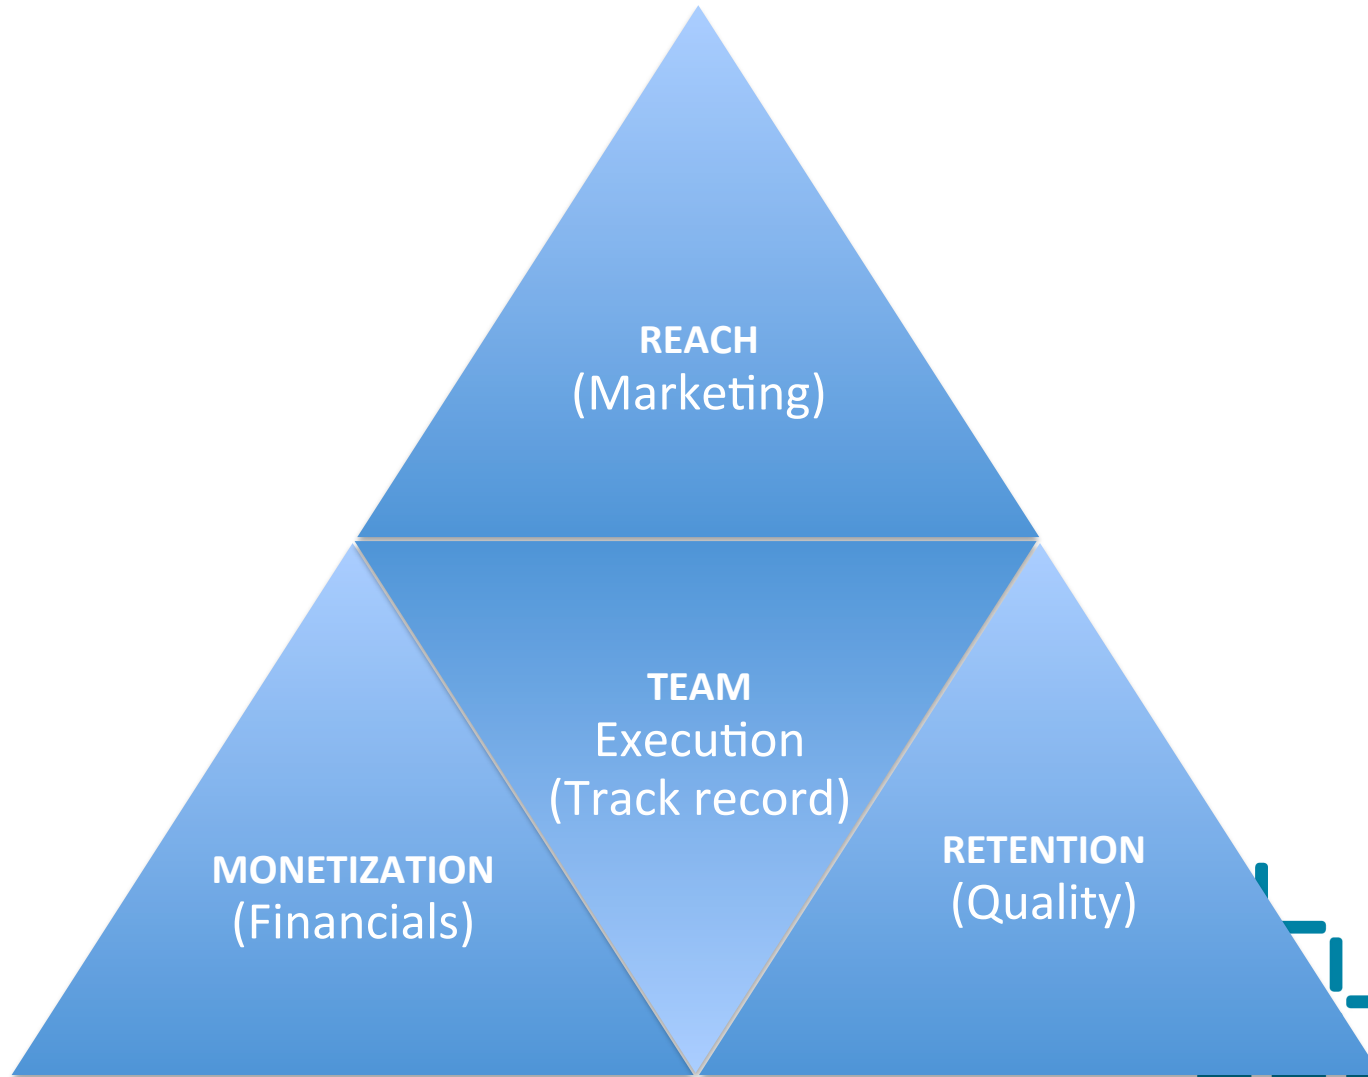 REACH
(Marketing)
TEAM
Execution
(Track record)
MONETIZATION
(Financials)
RETENTION
(Quality)